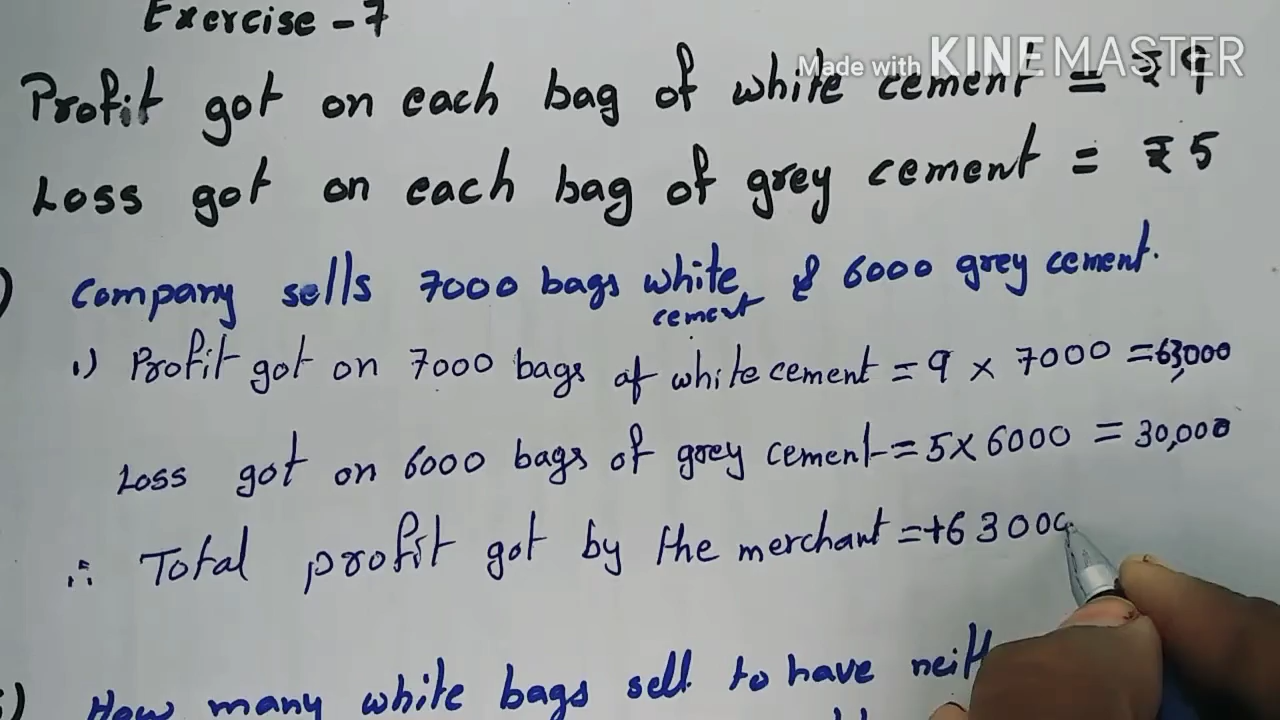 Exercise - 7
Made with KINEMASTER
Profit got on each bag of white cement = ₹ 9
Loss got on each bag of grey cement = ₹ 5
) Company sells 7000 bags white & 6000 grey cement.
cement
1) Profit got on 7000 bags of white cement = 9 × 7000 = 63,000
Loss got on 6000 bags of grey cement = 5 × 6000 = 30,000
∴ Total profit got by the merchant = +63000
) How many white bags sell to have